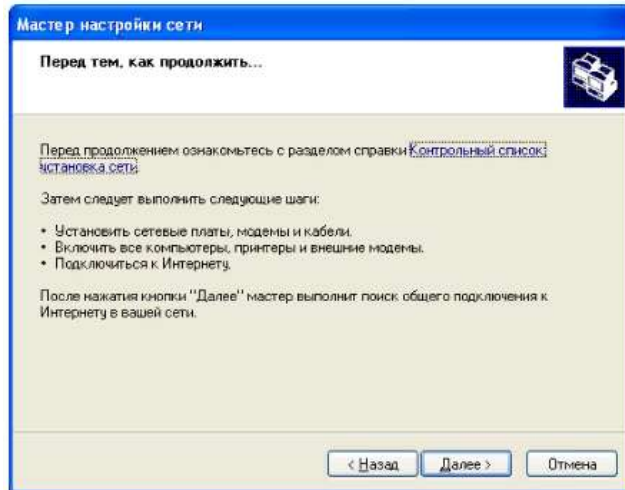 Мастер настройки сети
Перед тем, как продолжить...
Перед продолжением ознакомьтесь с разделом справки Контрольный список:
установка сети.
Затем следует выполнить следующие шаги:
• Установить сетевые платы, модемы и кабели.
• Включить все компьютеры, принтеры и внешние модемы.
• Подключиться к Интернету.
После нажатия кнопки "Далее" мастер выполнит поиск общего подключения к
Интернету в вашей сети.
< Назад Далее > Отмена